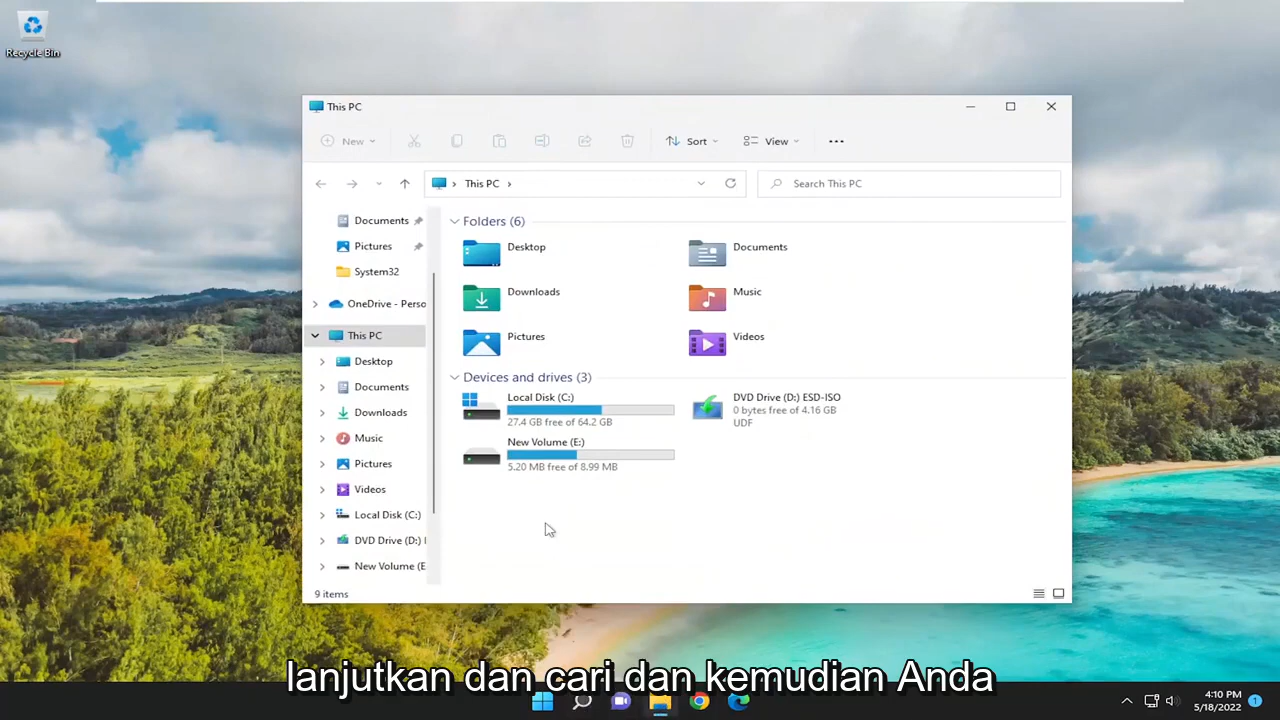 Recycle Bin
This PC
New
Sort
View
This PC
Search This PC
Documents
Pictures
System32
OneDrive - Perso
This PC
Desktop
Documents
Downloads
Music
Pictures
Videos
Local Disk (C:)
DVD Drive (D:)
New Volume (E
Folders (6)
Desktop
Documents
Downloads
Music
Pictures
Videos
Devices and drives (3)
Local Disk (C:)
27.4 GB free of 64.2 GB
DVD Drive (D:) ESD-ISO
0 bytes free of 4.16 GB
UDF
New Volume (E:)
5.20 MB free of 8.99 MB
9 items
lanjutkan dan cari dan kemudian Anda
4:10 PM
5/18/2022
1